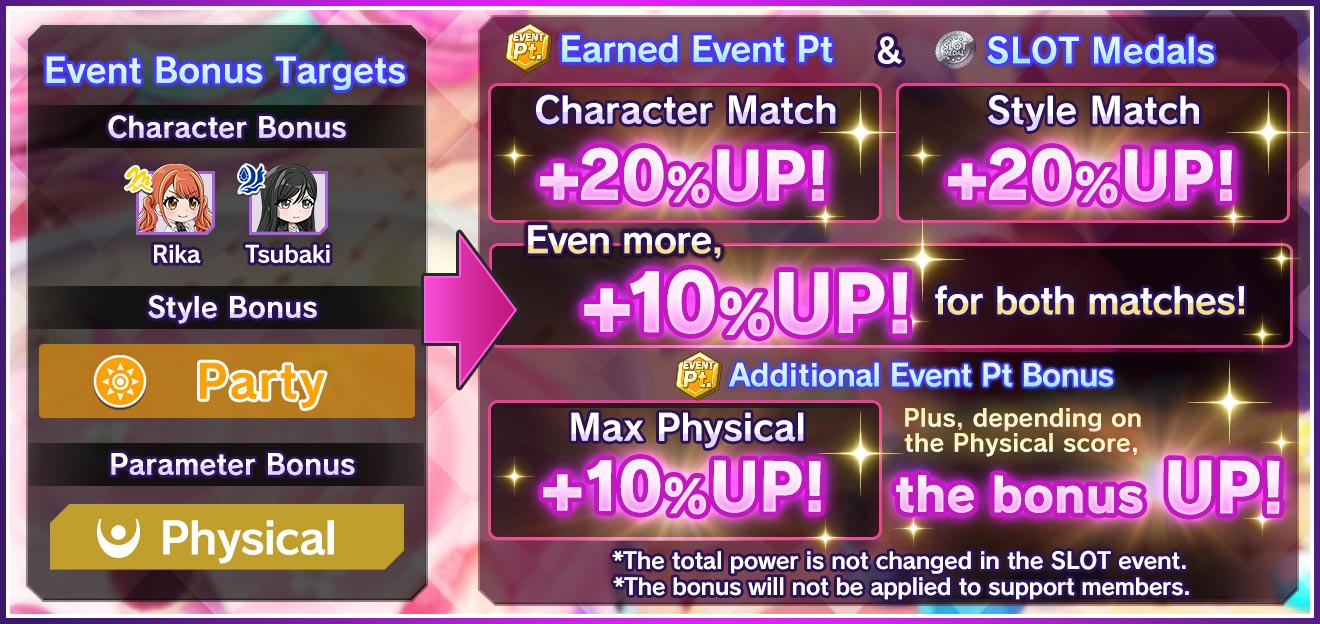 Event Bonus Targets
Character Bonus
Rika
Tsubaki
Style Bonus
Party
Parameter Bonus
Physical
EVENT
Pt.
Earned Event Pt & SLOT Medals
SLOT
MEDAL
Character Match
+20%UP!
Style Match
+20%UP!
Even more,
+10%UP! for both matches!
EVENT
Pt.
Additional Event Pt Bonus
Max Physical
+10%UP!
Plus, depending on
the Physical score,
the bonus UP!
*The total power is not changed in the SLOT event.
*The bonus will not be applied to support members.